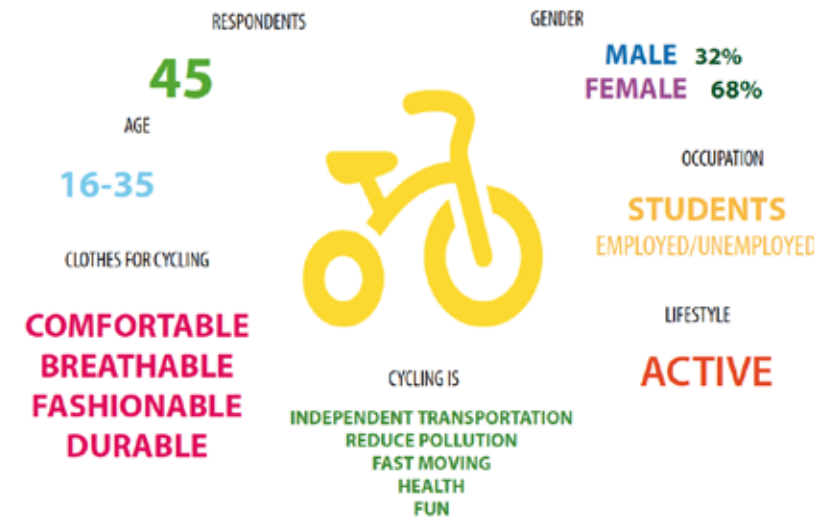 RESPONDENTS
45
AGE
16-35
CLOTHES FOR CYCLING
COMFORTABLE
BREATHABLE
FASHIONABLE
DURABLE
CYCLING IS
INDEPENDENT TRANSPORTATION
REDUCE POLLUTION
FAST MOVING
HEALTH
FUN
GENDER
MALE 32%
FEMALE 68%
OCCUPATION
STUDENTS
EMPLOYED/UNEMPLOYED
LIFESTYLE
ACTIVE